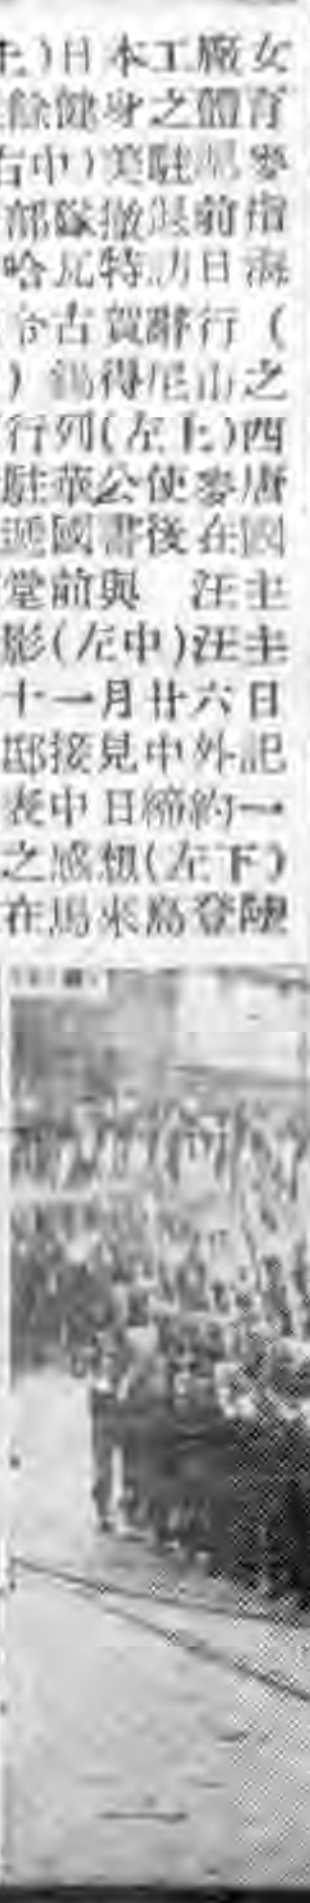 上)日本工廠女
餘健身之體育
右中)美駐 麥
部隊撤退前指
哈瓦特訪日海
令古賀辭行(
) 錫得尼山之
行列(左上)西
駐華公使麥唐
遞國書後在國
堂前與 汪主
影(左中)汪主
十一月廿六日
邸接見中外記
表中日締約一
之感想(左下)
在馬來島登陸